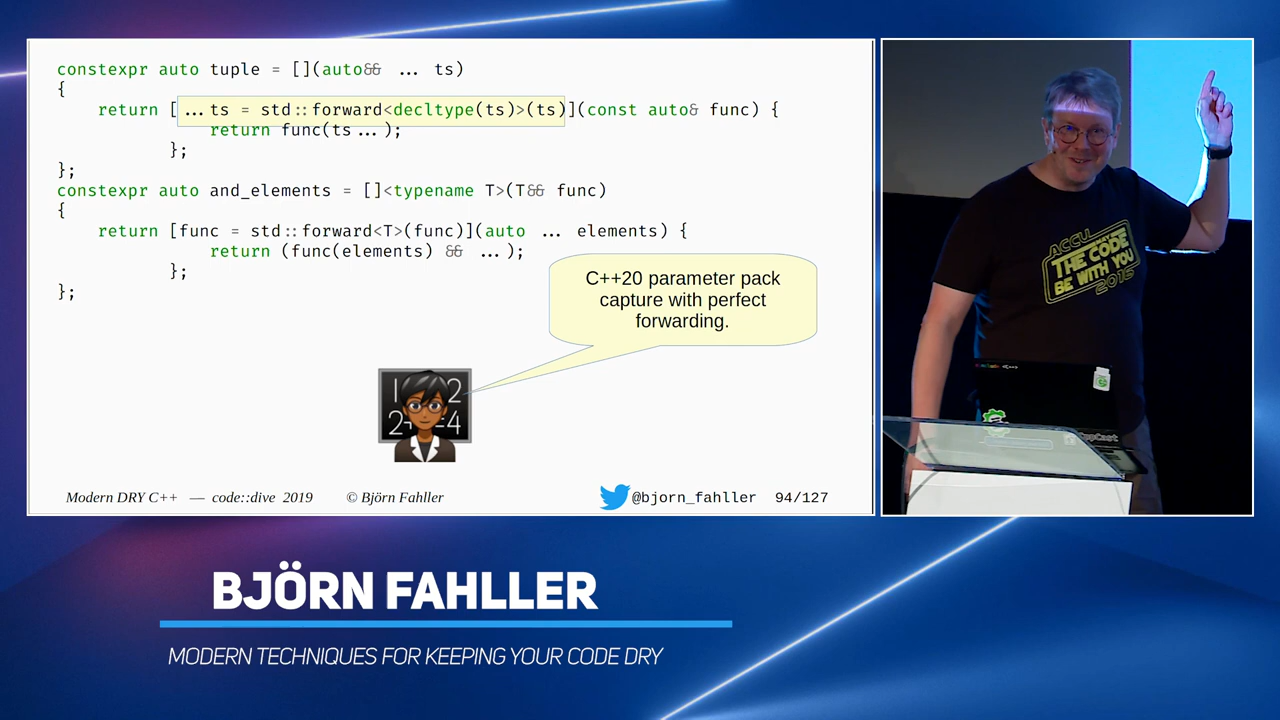 constexpr auto tuple = [](auto&& ... ts)
{
return [...ts = std::forward<decltype(ts)>(ts)](const auto& func) {
return func(ts...);
};
};
constexpr auto and_elements = []<typename T>(T&& func)
{
return [func = std::forward<T>(func)](auto ... elements) {
return (func(elements) && ...);
};
};
C++20 parameter pack
capture with perfect
forwarding.
Modern DRY C++ — code::dive 2019 © Björn Fahller @bjorn_fahller 94/127
ACCU
THE CODE
BE WITH YOU
2016
BJÖRN FAHLLER
MODERN TECHNIQUES FOR KEEPING YOUR CODE DRY